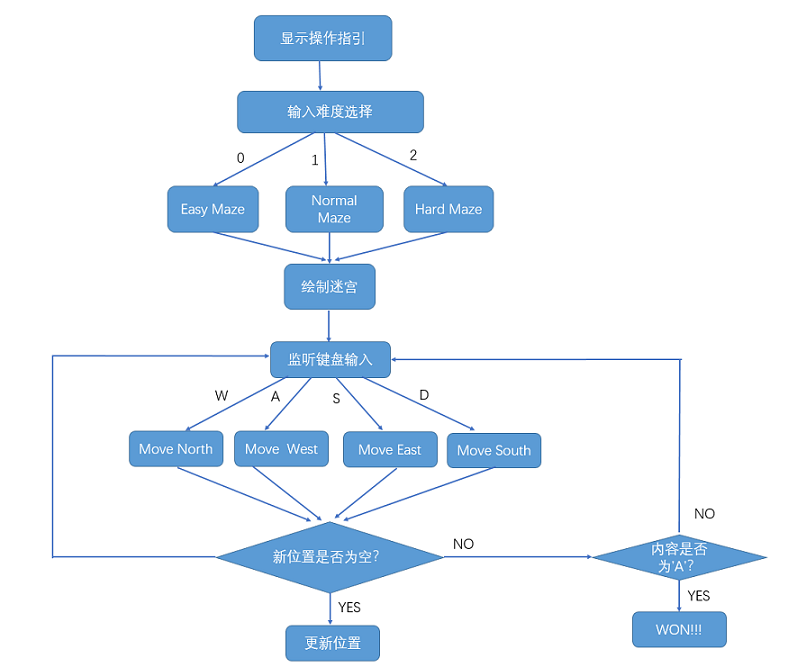 显示操作指引
输入难度选择
0
1
2
Easy Maze
Normal
Maze
Hard Maze
绘制迷宫
监听键盘输入
W
A
S
D
Move North
Move West
Move East
Move South
新位置是否为空?
NO
NO
内容是否
为'A'?
YES
YES
更新位置
WON!!!